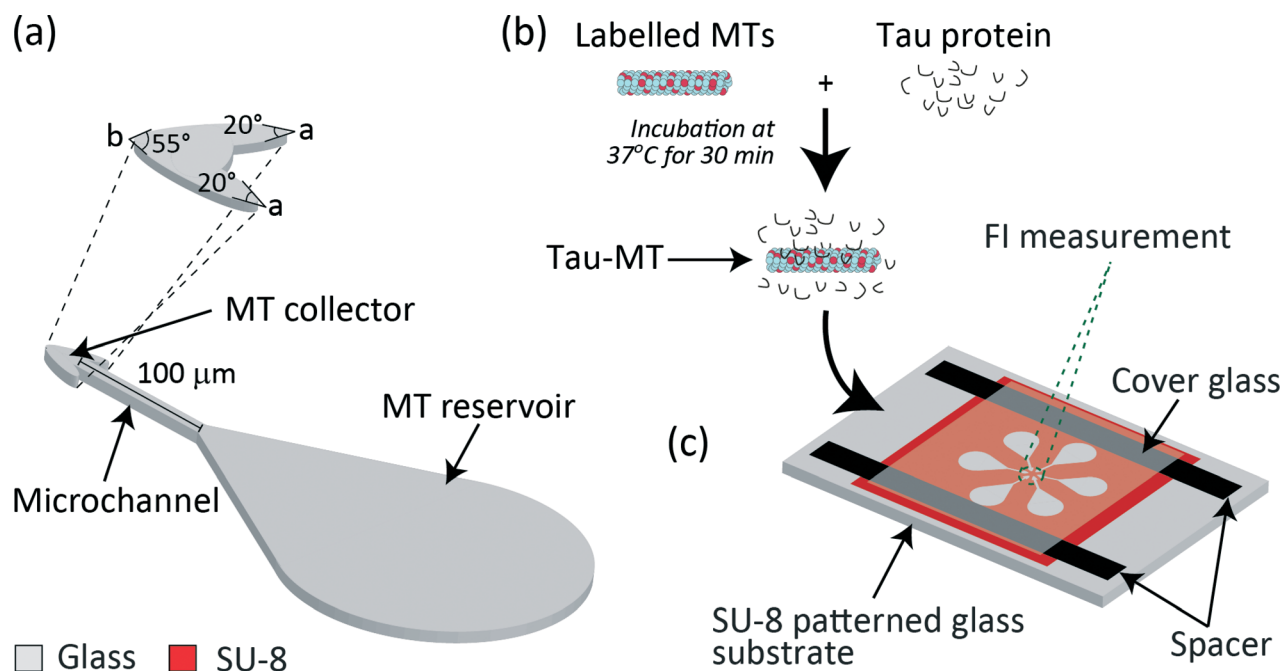 (a)
b
55°
20°
a
20°
a
MT collector
100 μm
MT reservoir
Microchannel
Glass
SU-8
(b)
Labelled MTs
+
Tau protein
Incubation at
37°C for 30 min
Tau-MT
(c)
FI measurement
Cover glass
SU-8 patterned glass
substrate
Spacer